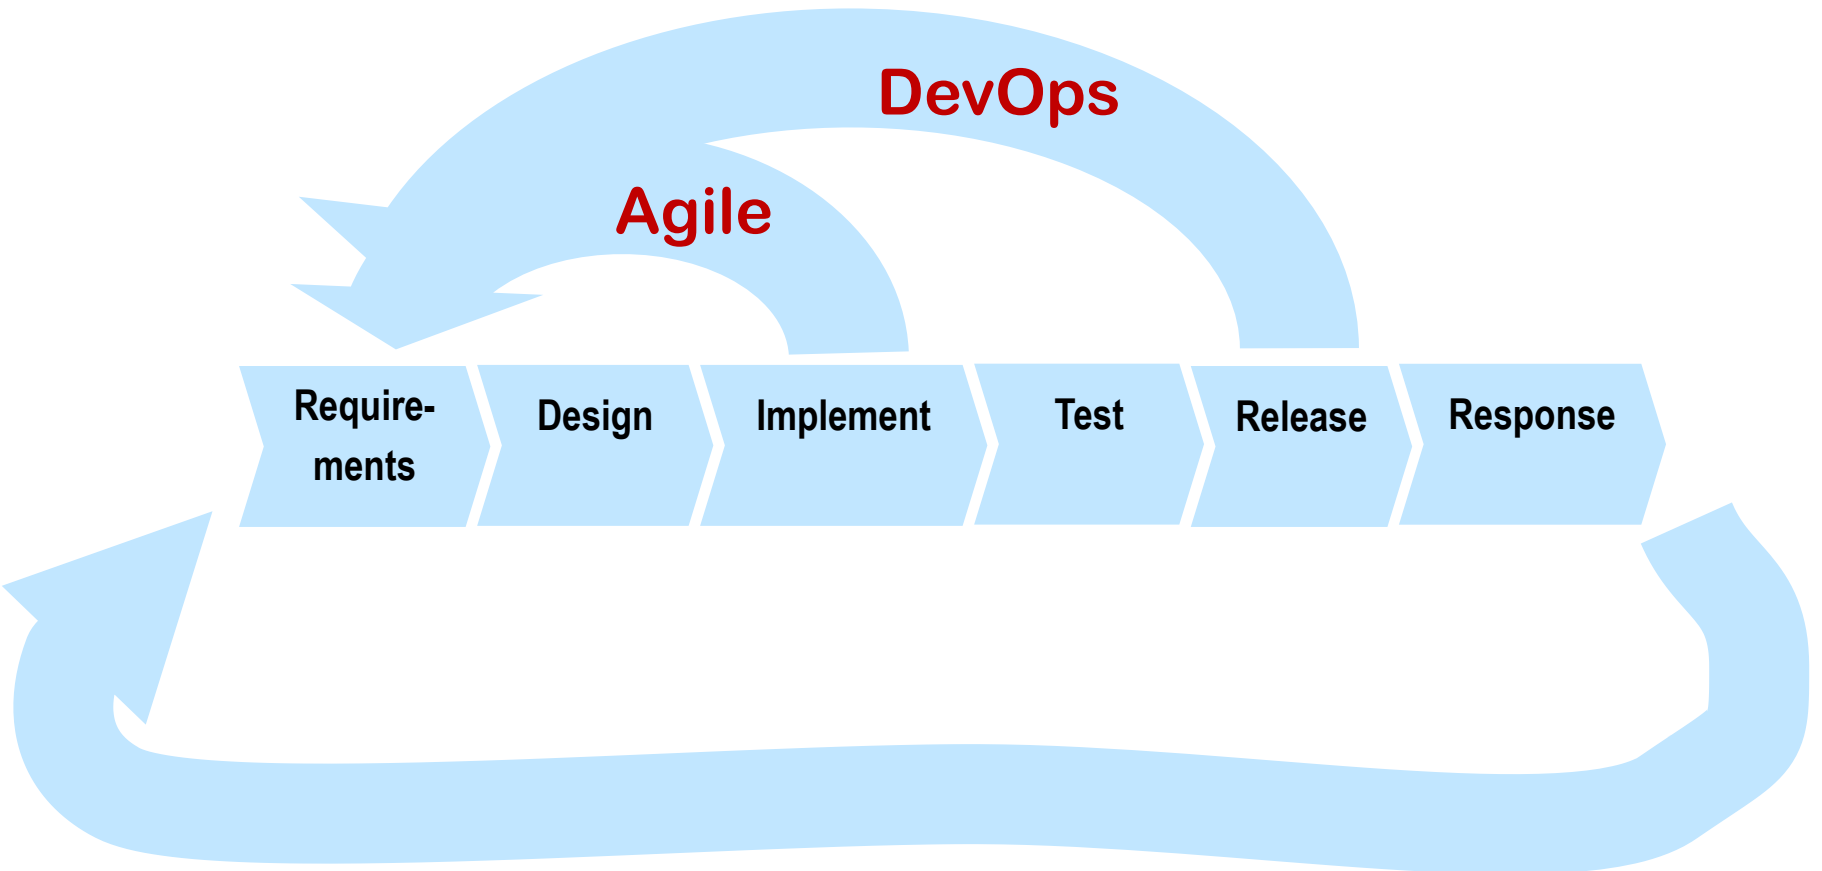 DevOps
Agile
Require-
ments
Design
Implement
Test
Release
Response